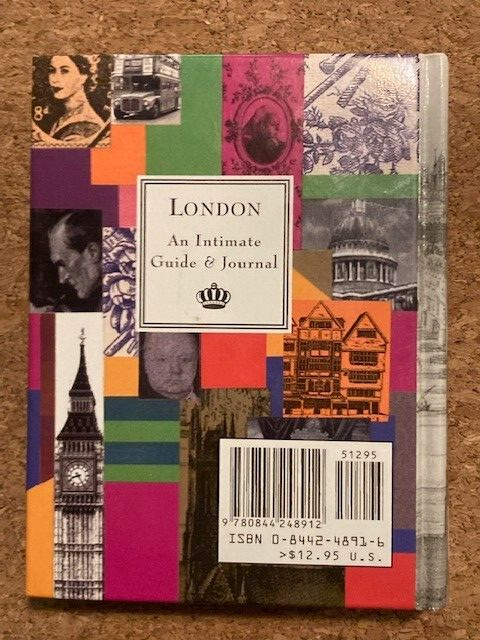 8d
LONDON
An Intimate
Guide & Journal
51295
9 780844 248912
ISBN 0-8442-4891-6
>$12.95 U.S.